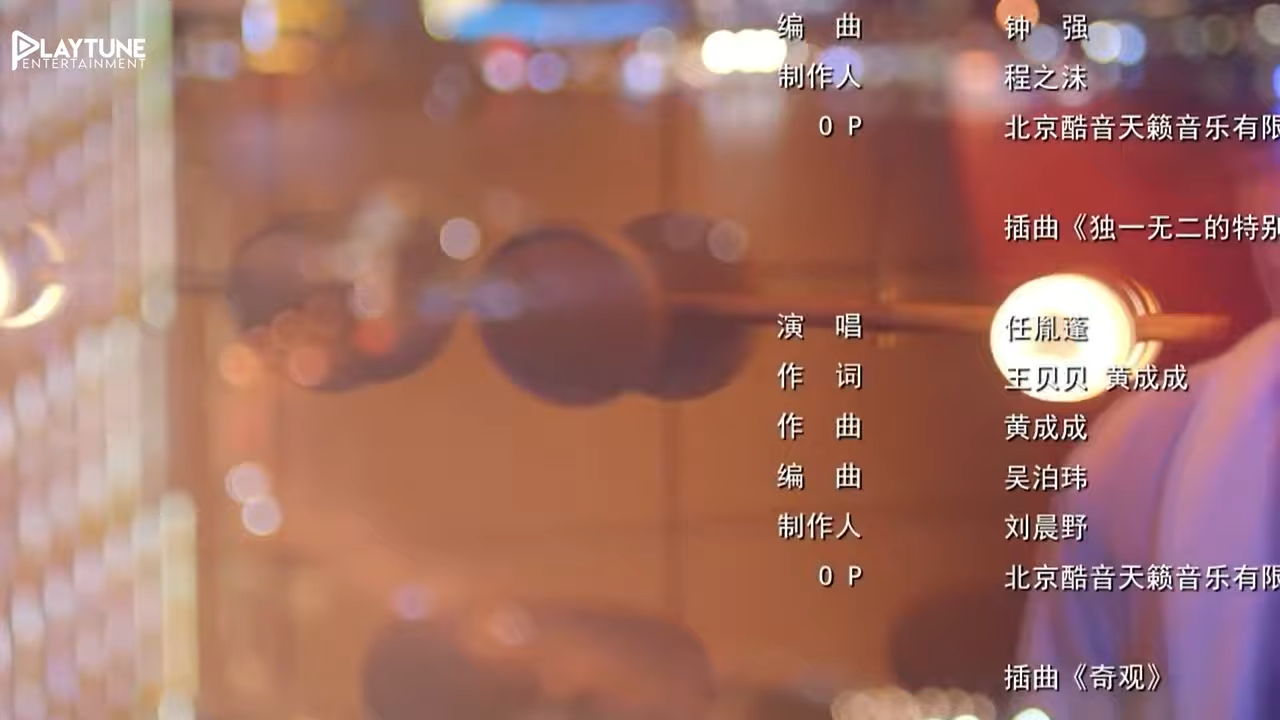 PLAYTUNE
ENTERTAINMENT
编 曲 钟 强
制作人 程之沫
O P 北京酷音天籁音乐有限
插曲《独一无二的特别
演 唱 任胤蓬
作 词 王贝贝 黄成成
作 曲 黄成成
编 曲 吴泊玮
制作人 刘晨野
O P 北京酷音天籁音乐有限
插曲《奇观》